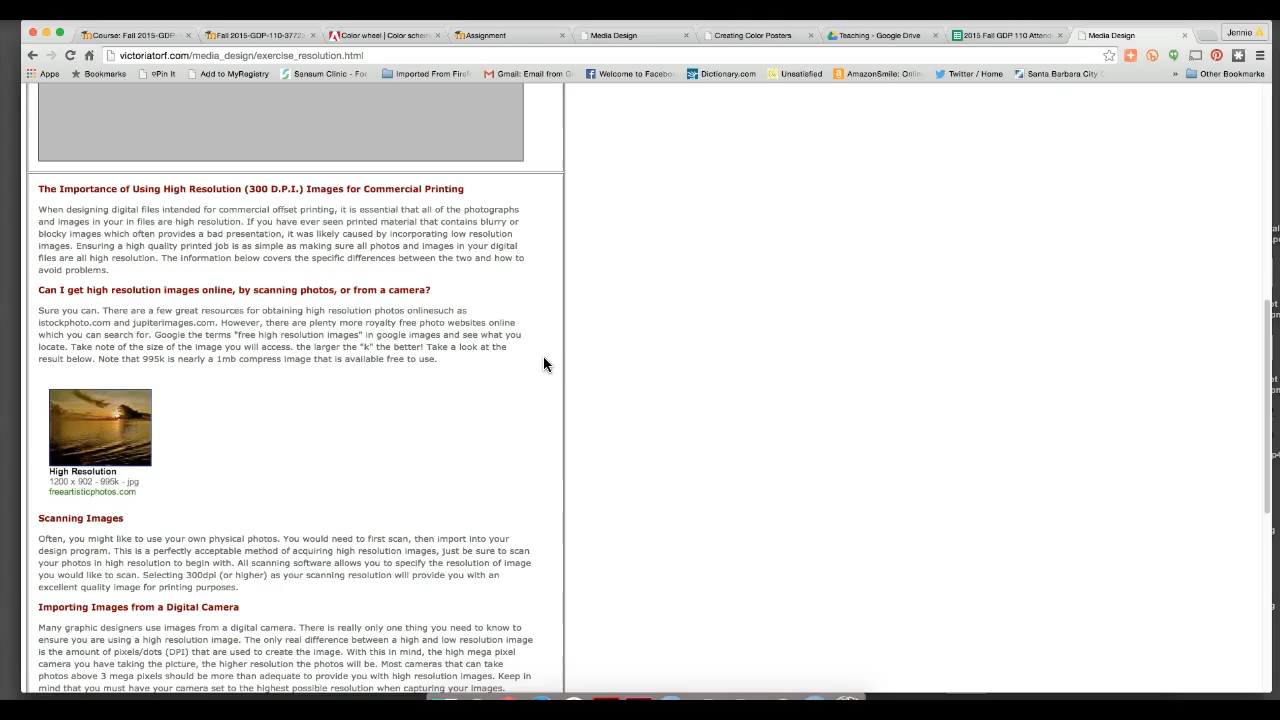 Course: Fall 2015-GDP-
Fall 2015-GDP-110-3772
Color wheel | Color schem
Assignment
Media Design
Creating Color Posters
Teaching - Google Drive
2015 Fall GDP 110 Attend
Media Design
Jennie
victoriatorf.com/media_design/exercise_resolution.html
Apps
Bookmarks
Pin It
Add to MyRegistry
Sansum Clinic - For
Imported From Firef
Gmail: Email from G
Welcome to Facebo
Dictionary.com
Unsatisfied
AmazonSmile: Onli
Twitter / Home
Santa Barbara City
»
Other Bookmarks
The Importance of Using High Resolution (300 D.P.I.) Images for Commercial Printing
When designing digital files intended for commercial offset printing, it is essential that all of the photographs
and images in your in files are high resolution. If you have ever seen printed material that contains blurry or
blocky images which often provides a bad presentation, it was likely caused by incorporating low resolution
images. Ensuring a high quality printed job is as simple as making sure all photos and images in your digital
files are all high resolution. The information below covers the specific differences between the two and how to
avoid problems.
Can I get high resolution images online, by scanning photos, or from a camera?
Sure you can. There are a few great resources for obtaining high resolution photos onlinesuch as
istockphoto.com and jupiterimages.com. However, there are plenty more royalty free photo websites online
which you can search for. Google the terms "free high resolution images" in google images and see what you
locate. Take note of the size of the image you will access. the larger the "k" the better! Take a look at the
result below. Note that 995k is nearly a 1mb compress image that is available free to use.
High Resolution
1200 x 902 - 995k - jpg
freeartisticphotos.com
Scanning Images
Often, you might like to use your own physical photos. You would need to first scan, then import into your
design program. This is a perfectly acceptable method of acquiring high resolution images, just be sure to scan
your photos in high resolution to begin with. All scanning software allows you to specify the resolution of image
you would like to scan. Selecting 300dpi (or higher) as your scanning resolution will provide you with an
excellent quality image for printing purposes.
Importing Images from a Digital Camera
Many graphic designers use images from a digital camera. There is really only one thing you need to know to
ensure you are using a high resolution image. The only real difference between a high and low resolution image
is the amount of pixels/dots (DPI) that are used to create the image. With this in mind, the high mega pixel
camera you have taking the picture, the higher resolution the photos will be. Most cameras that can take
photos above 3 mega pixels should be more than adequate to provide you with high resolution images. Keep in
mind that you must have your camera set to the highest possible resolution when capturing your images.